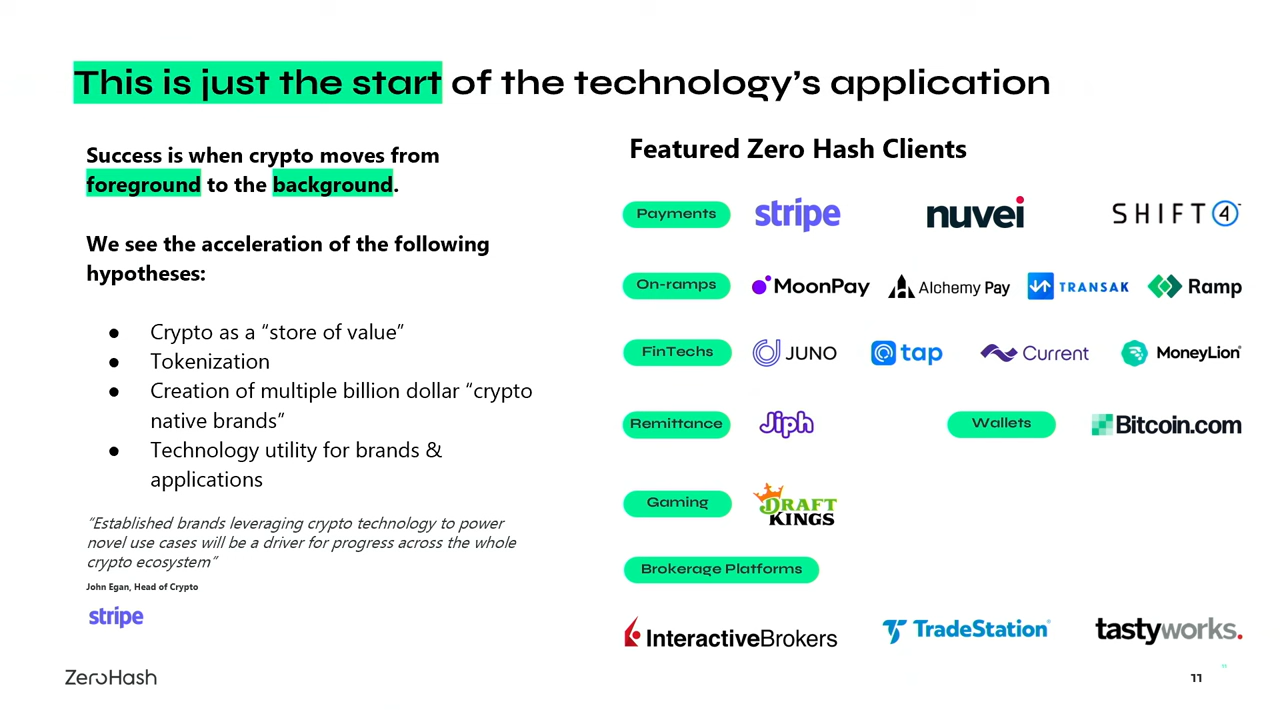 This is just the start of the technology’s application
Success is when crypto moves from
foreground to the background.
We see the acceleration of the following
hypotheses:
● Crypto as a “store of value”
● Tokenization
● Creation of multiple billion dollar “crypto
native brands”
● Technology utility for brands &
applications
“Established brands leveraging crypto technology to power
novel use cases will be a driver for progress across the whole
crypto ecosystem”
John Egan, Head of Crypto
stripe
Featured Zero Hash Clients
Payments stripe nuvei SHIFT 4
On-ramps MoonPay Alchemy Pay TRANSAK Ramp
FinTechs JUNO tap Current MoneyLion
Remittance Jiph Wallets Bitcoin.com
Gaming DRAFT KINGS
Brokerage Platforms
InteractiveBrokers TradeStation tastyworks.
ZeroHash 11